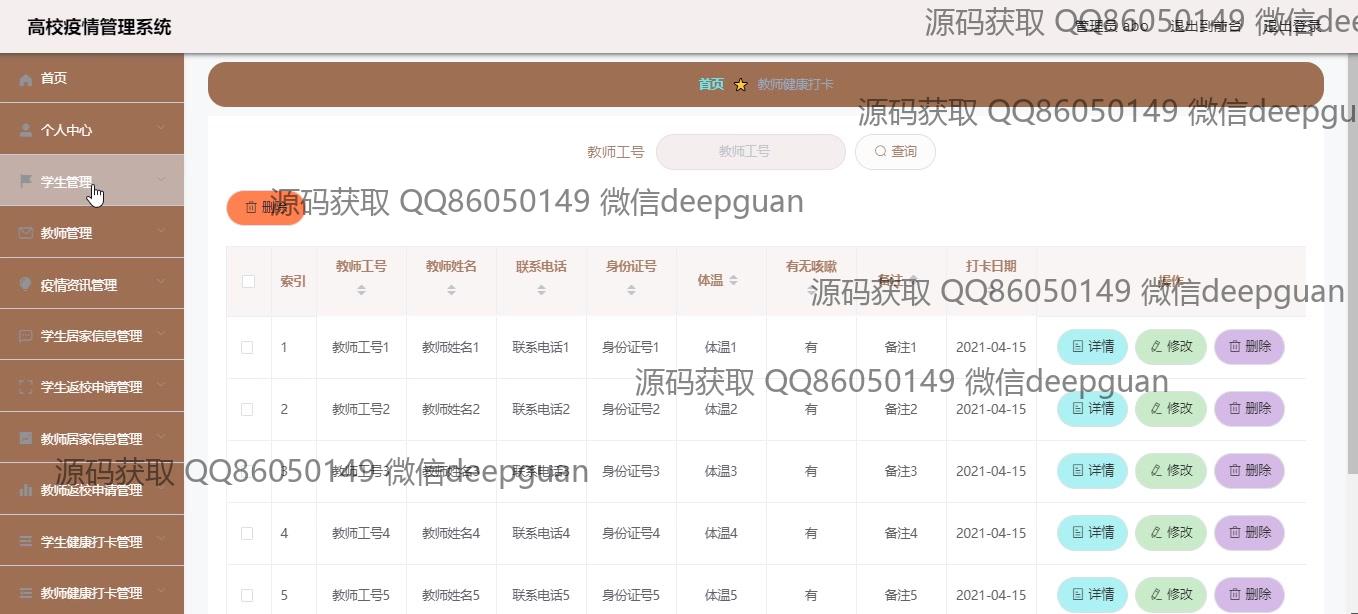 高校疫情管理系统
管理员 abo 退出到前台 退出登录
源码获取 QQ86050149 微信dee
首页
个人中心
学生管理
教师管理
疫情资讯管理
学生居家信息管理
学生返校申请管理
教师居家信息管理
教师返校申请管理
学生健康打卡管理
教师健康打卡管理
首页 教师健康打卡
源码获取 QQ86050149 微信deepgu
教师工号 教师工号 查询
删除
源码获取 QQ86050149 微信deepguan
索引 教师工号 教师姓名 联系电话 身份证号 体温 有无咳嗽 备注 打卡日期 操作
源码获取 QQ86050149 微信deepguan
1 教师工号1 教师姓名1 联系电话1 身份证号1 体温1 有 备注1 2021-04-15 详情 修改 删除
源码获取 QQ86050149 微信deepguan
2 教师工号2 教师姓名2 联系电话2 身份证号2 体温2 有 备注2 2021-04-15 详情 修改 删除
3 教师工号3 教师姓名3 联系电话3 身份证号3 体温3 有 备注3 2021-04-15 详情 修改 删除
源码获取 QQ86050149 微信deepguan
4 教师工号4 教师姓名4 联系电话4 身份证号4 体温4 有 备注4 2021-04-15 详情 修改 删除
5 教师工号5 教师姓名5 联系电话5 身份证号5 体温5 有 备注5 2021-04-15 详情 修改 删除